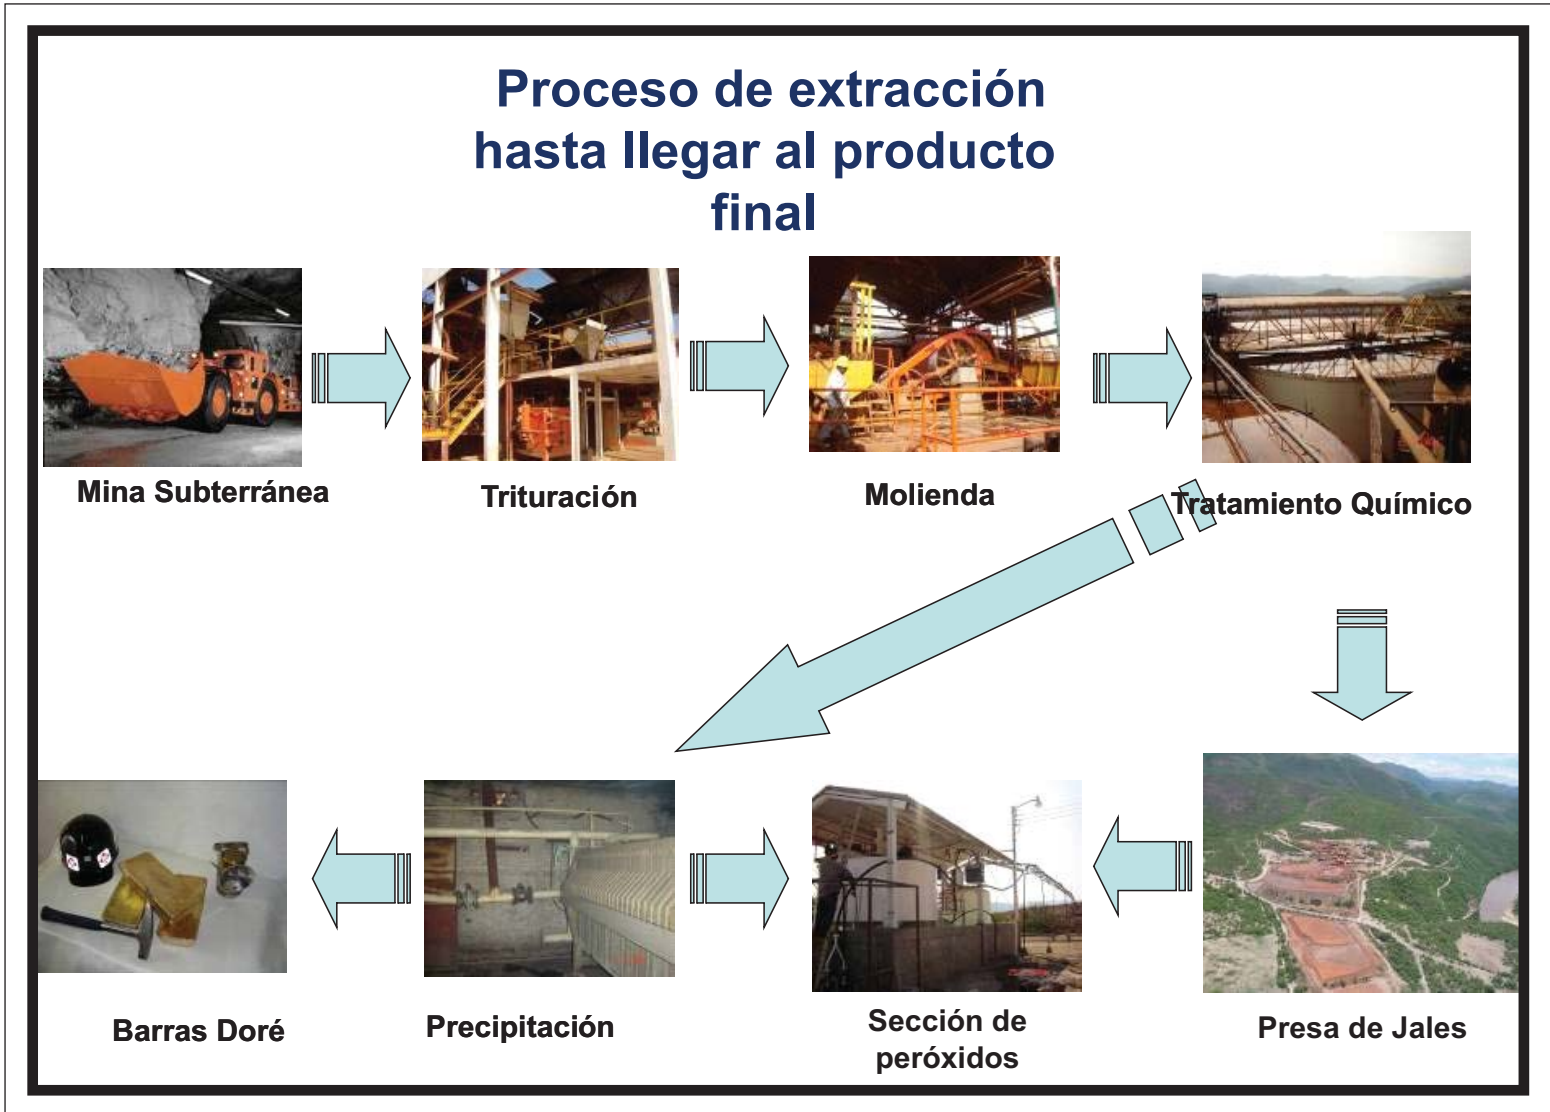 Proceso de extracción
hasta llegar al producto
final
Mina Subterránea
Trituración
Molienda
Tratamiento Químico
Barras Doré
Precipitación
Sección de
peróxidos
Presa de Jales